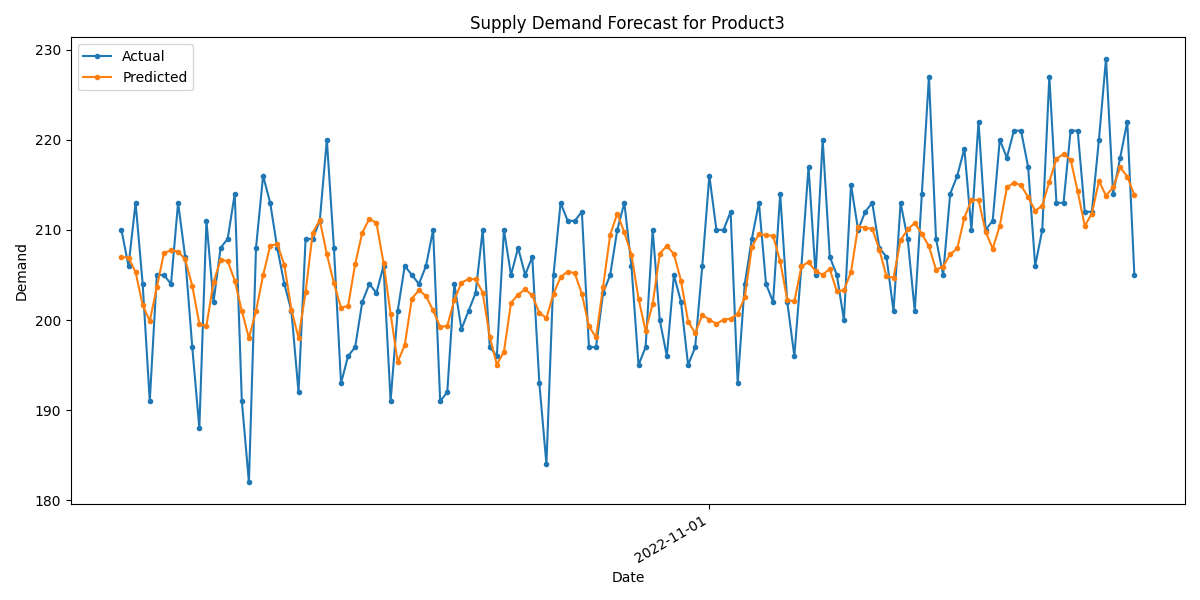 Supply Demand Forecast for Product3
Actual
Predicted
230
220
210
200
190
180
Demand
2022-11-01
Date